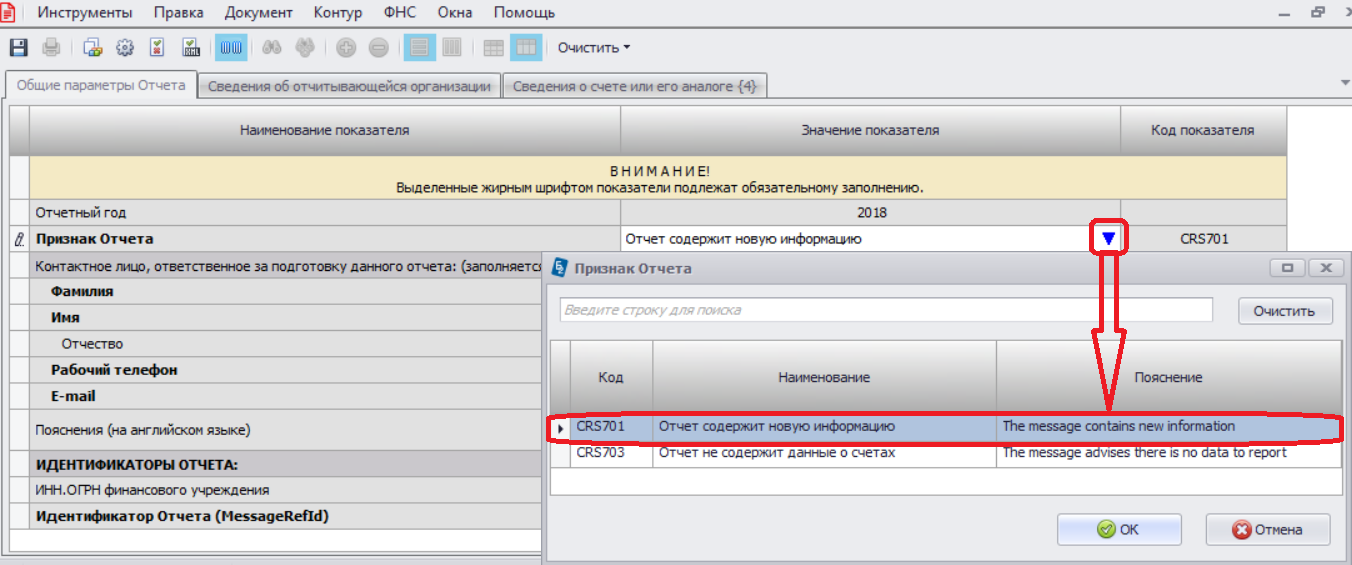 Инструменты Правка Документ Контур ФНС Окна Помощь
Очистить
Общие параметры Отчета Сведения об отчитывающейся организации Сведения о счете или его аналоге {4}
Наименование показателя Значение показателя Код показателя
В Н И М А Н И Е!
Выделенные жирным шрифтом показатели подлежат обязательному заполнению.
Отчетный год 2018
Признак Отчета Отчет содержит новую информацию CRS701
Контактное лицо, ответственное за подготовку данного отчета: (заполняется
Фамилия
Имя
Отчество
Рабочий телефон
E-mail
Пояснения (на английском языке)
ИДЕНТИФИКАТОРЫ ОТЧЕТА:
ИНН.ОГРН финансового учреждения
Идентификатор Отчета (MessageRefId)
Признак Отчета
Введите строку для поиска Очистить
Код Наименование Пояснение
CRS701 Отчет содержит новую информацию The message contains new information
CRS703 Отчет не содержит данные о счетах The message advises there is no data to report
OK Отмена